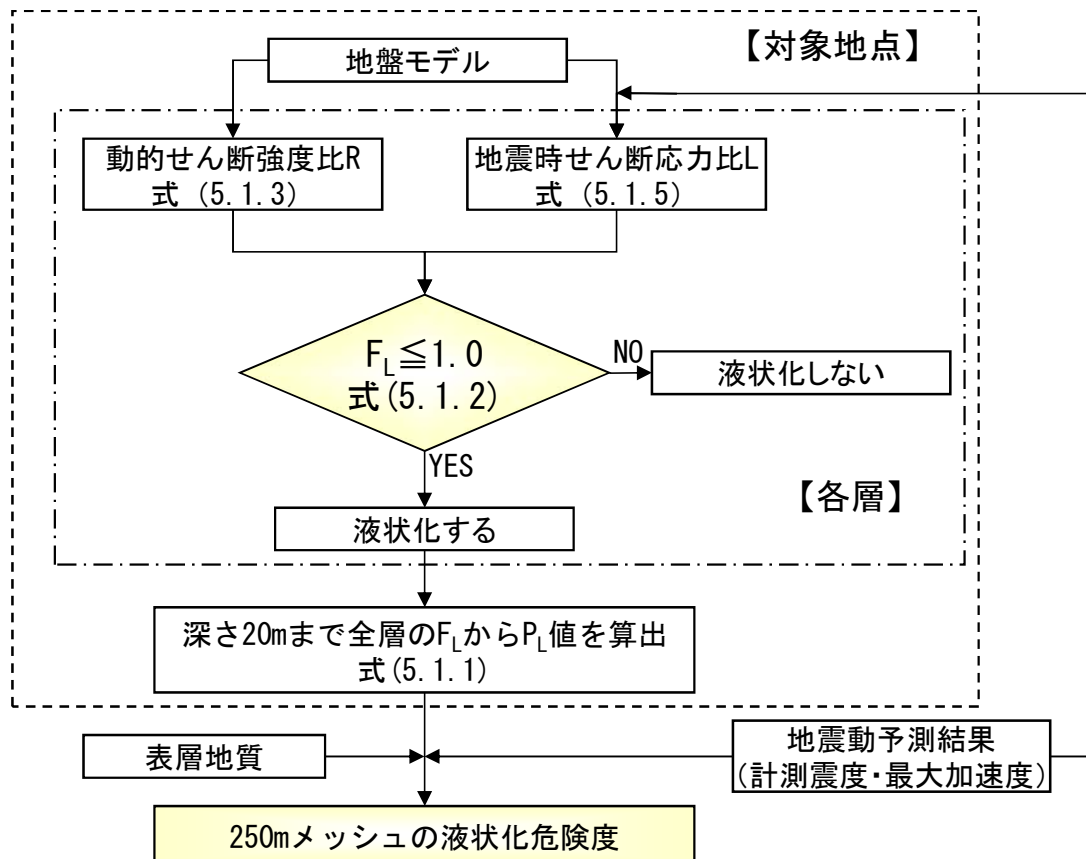 【対象地点】
地盤モデル
動的せん断強度比R
式(5.1.3)
地震時せん断応力比L
式(5.1.5)
FL≦1.0
式(5.1.2)
NO
液状化しない
YES
【各層】
液状化する
深さ20mまで全層のFLからPL値を算出
式(5.1.1)
表層地質
地震動予測結果
(計測震度・最大加速度)
250mメッシュの液状化危険度